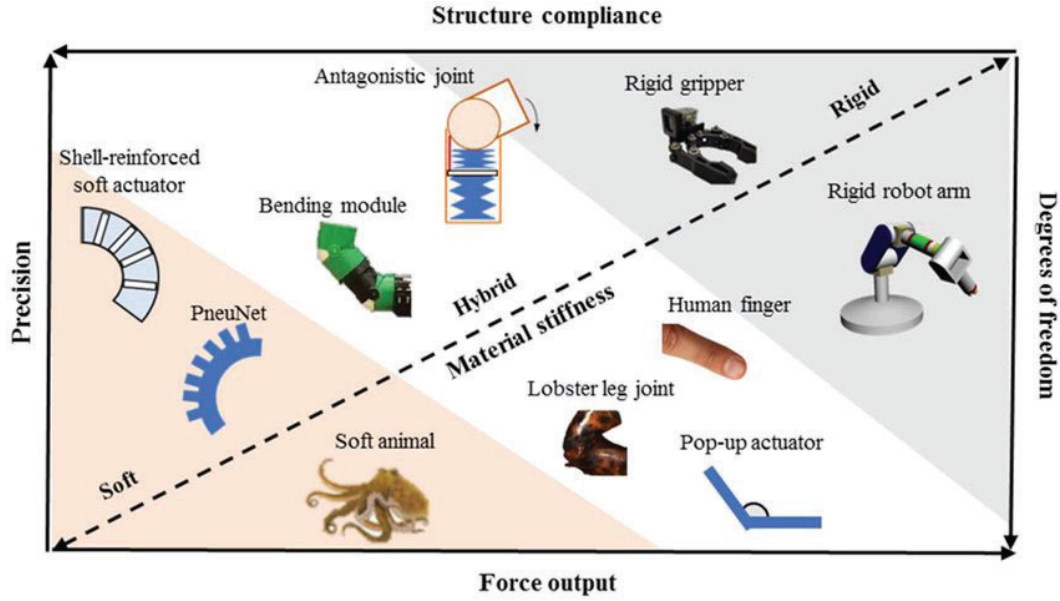 Structure compliance
Antagonistic joint
Rigid gripper
Rigid
Shell-reinforced
soft actuator
Bending module
Rigid robot arm
Precision
Degrees of freedom
Hybrid
Material stiffness
PneuNet
Human finger
Lobster leg joint
Soft animal
Pop-up actuator
Soft
Force output